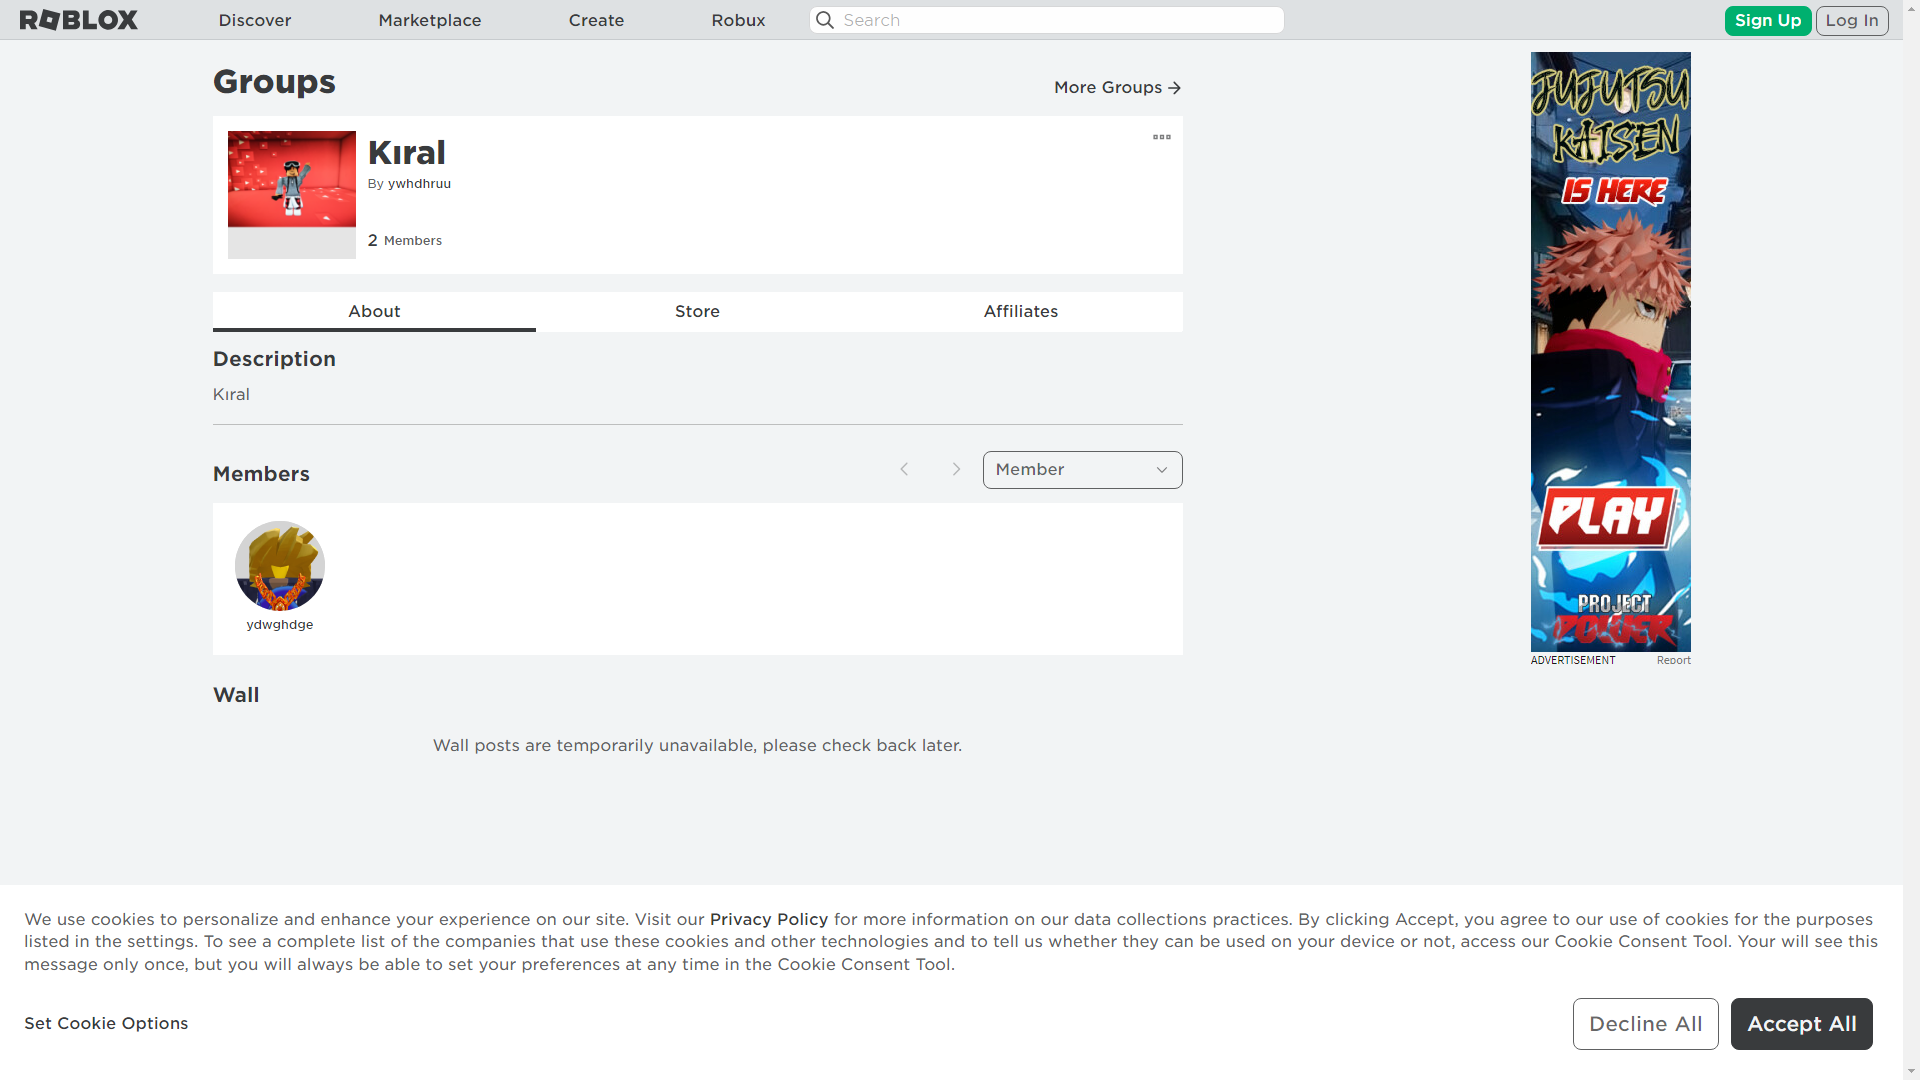 ROBLOX
Discover
Marketplace
Create
Robux
Search
Sign Up
Log In
Groups
More Groups
Kıral
By ywhdhruu
2 Members
About
Store
Affiliates
Description
Kıral
Members
Member
ydwghdge
Wall
Wall posts are temporarily unavailable, please check back later.
JUJUTSU
KAISEN
IS HERE
PLAY
PROJECT
POWER
ADVERTISEMENT
Report
We use cookies to personalize and enhance your experience on our site. Visit our Privacy Policy for more information on our data collections practices. By clicking Accept, you agree to our use of cookies for the purposes
listed in the settings. To see a complete list of the companies that use these cookies and other technologies and to tell us whether they can be used on your device or not, access our Cookie Consent Tool. Your will see this
message only once, but you will always be able to set your preferences at any time in the Cookie Consent Tool.
Set Cookie Options
Decline All
Accept All